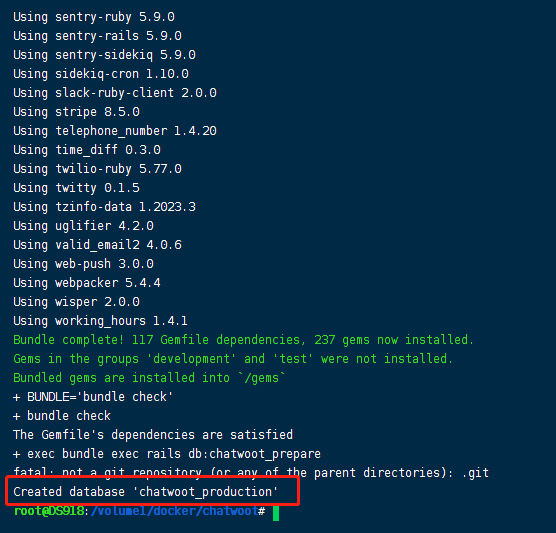 Using sentry-ruby 5.9.0
Using sentry-rails 5.9.0
Using sentry-sidekiq 5.9.0
Using sidekiq-cron 1.10.0
Using slack-ruby-client 2.0.0
Using stripe 8.5.0
Using telephone_number 1.4.20
Using time_diff 0.3.0
Using twilio-ruby 5.77.0
Using twitty 0.1.5
Using tzinfo-data 1.2023.3
Using uglifier 4.2.0
Using valid_email2 4.0.6
Using web-push 3.0.0
Using webpacker 5.4.4
Using wisper 2.0.0
Using working_hours 1.4.1
Bundle complete! 117 Gemfile dependencies, 237 gems now installed.
Gems in the groups 'development' and 'test' were not installed.
Bundled gems are installed into `/gems`
+ BUNDLE='bundle check'
+ bundle check
The Gemfile's dependencies are satisfied
+ exec bundle exec rails db:chatwoot_prepare
fatal: not a git repository (or any of the parent directories): .git
Created database 'chatwoot_production'
root@DS918:/volume1/docker/chatwoot#